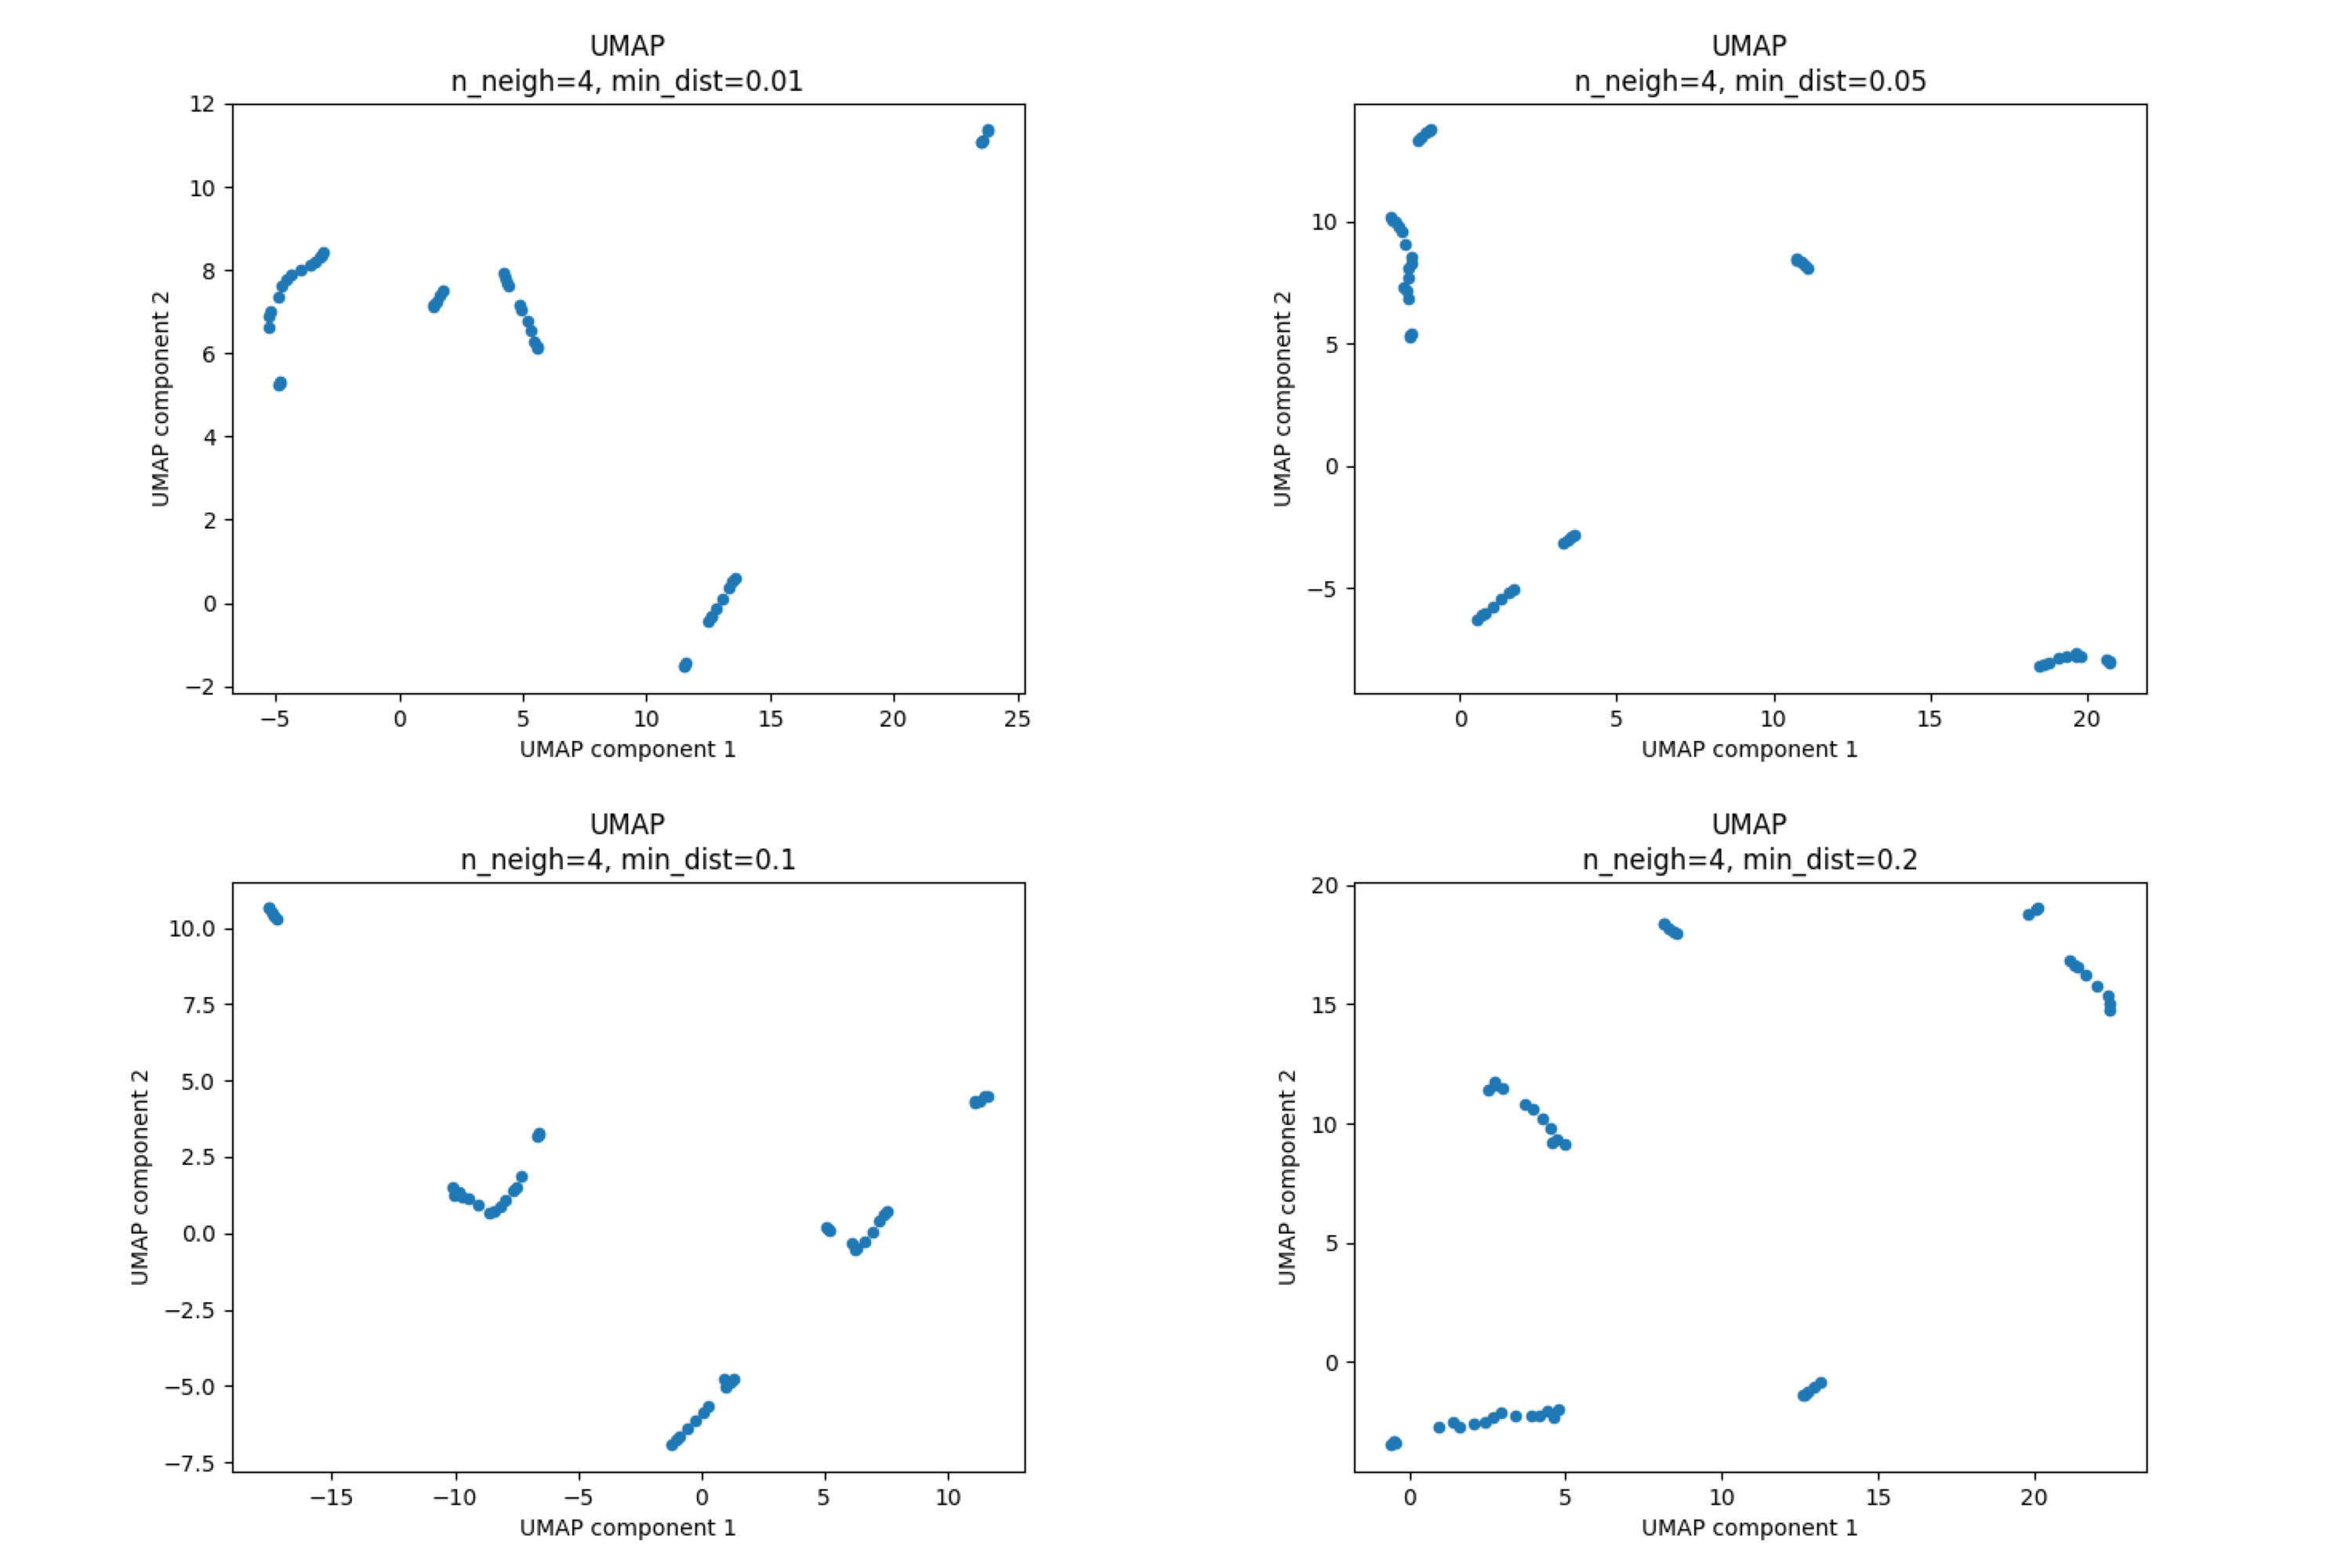 UMAP
n_neigh=4, min_dist=0.01
12
10
8
6
4
2
0
−2
UMAP component 2
−5 0 5 10 15 20 25
UMAP component 1
UMAP
n_neigh=4, min_dist=0.05
10
5
0
−5
UMAP component 2
0 5 10 15 20
UMAP component 1
UMAP
n_neigh=4, min_dist=0.1
10.0
7.5
5.0
2.5
0.0
−2.5
−5.0
−7.5
UMAP component 2
−15 −10 −5 0 5 10
UMAP component 1
UMAP
n_neigh=4, min_dist=0.2
20
15
10
5
0
UMAP component 2
0 5 10 15 20
UMAP component 1